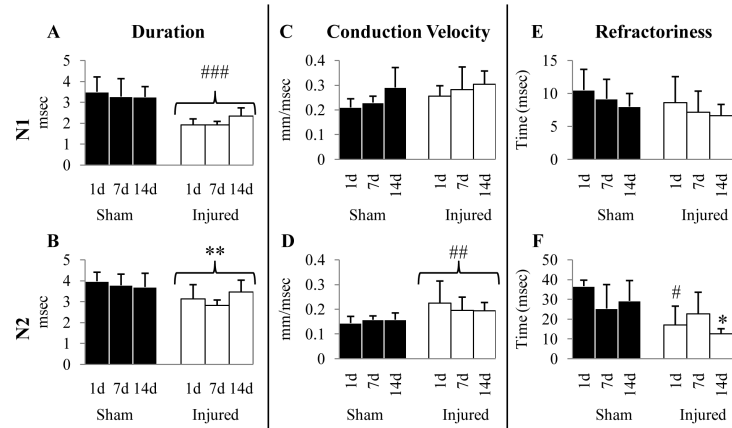 A Duration
5
4
3
2
1
0
msec
N1
###
1d 7d 14d 1d 7d 14d
Sham Injured
C Conduction Velocity
0.4
0.3
0.2
0.1
0
mm/msec
1d 7d 14d 1d 7d 14d
Sham Injured
E Refractoriness
15
10
5
0
Time (msec)
1d 7d 14d 1d 7d 14d
Sham Injured
B
5
4
3
2
1
0
msec
N2
**
1d 7d 14d 1d 7d 14d
Sham Injured
D
0.4
0.3
0.2
0.1
0
mm/msec
##
1d 7d 14d 1d 7d 14d
Sham Injured
F
50
40
30
20
10
0
Time (msec)
# *
1d 7d 14d 1d 7d 14d
Sham Injured